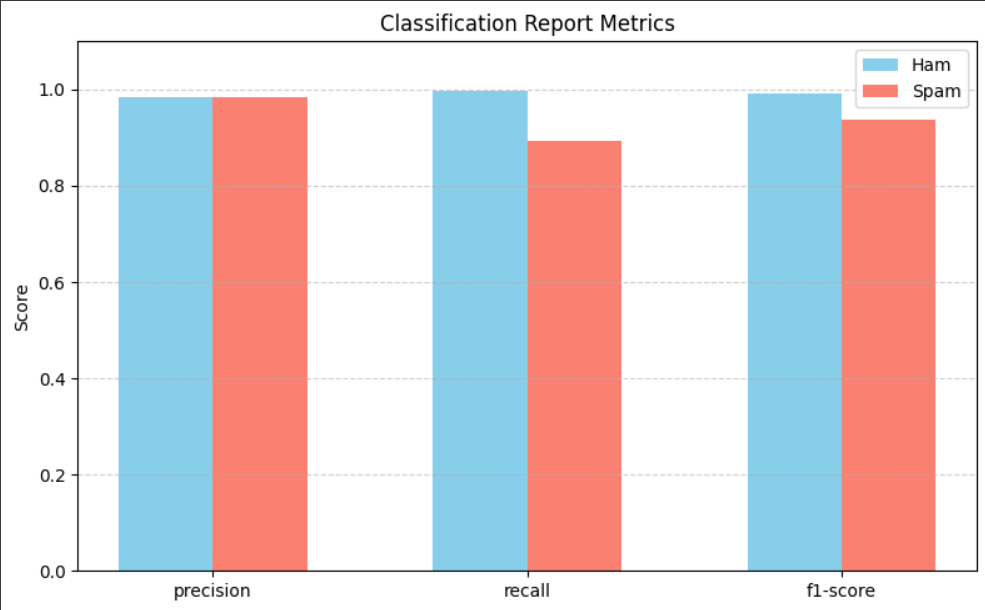 Classification Report Metrics
Ham
Spam
1.0
0.8
0.6
0.4
0.2
0.0
Score
precision
recall
f1-score